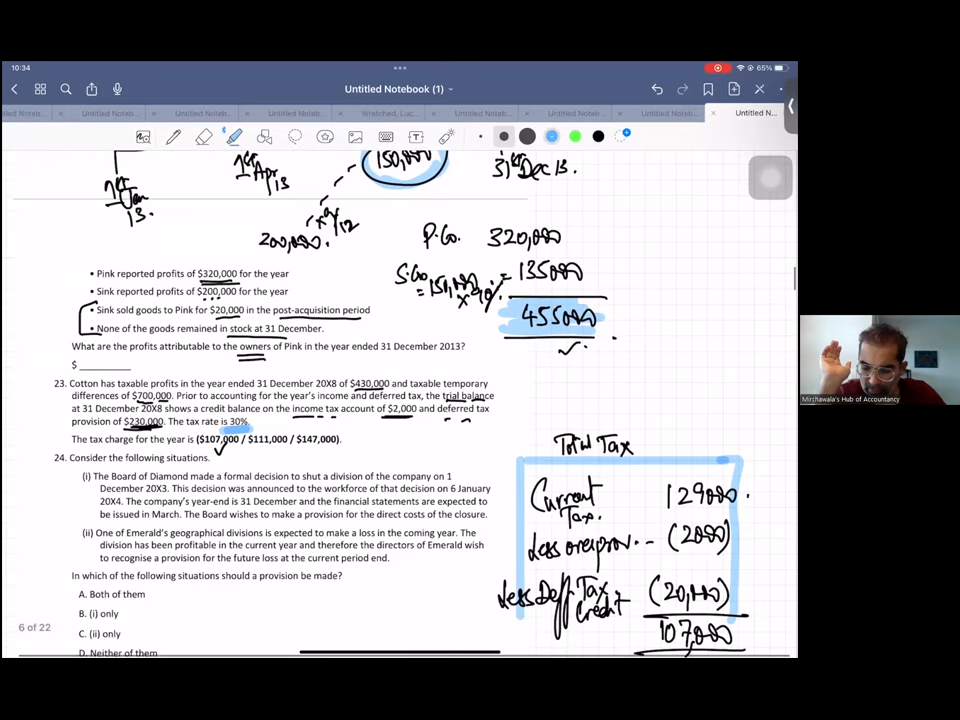 10:34
65%
Untitled Notebook (1)
Untitled Noteb...
Untitled Noteb...
Untitled Noteb...
Wretched, Luc...
Untitled Noteb...
Untitled Noteb...
Untitled Noteb...
Untitled N...
150,000
1st Jan 13.
1st Apr 13
31st Dec 13.
200,000. x 9/12
P.Co. 320,000
S.Co = 135000
= 150,000 x 90%
455000
• Pink reported profits of $320,000 for the year
• Sink reported profits of $200,000 for the year
• Sink sold goods to Pink for $20,000 in the post-acquisition period
• None of the goods remained in stock at 31 December.
What are the profits attributable to the owners of Pink in the year ended 31 December 2013?
$ _________
23. Cotton has taxable profits in the year ended 31 December 20X8 of $430,000 and taxable temporary
differences of $700,000. Prior to accounting for the year's income and deferred tax, the trial balance
at 31 December 20X8 shows a credit balance on the income tax account of $2,000 and deferred tax
provision of $230,000. The tax rate is 30%.
The tax charge for the year is ($107,000 / $111,000 / $147,000).
24. Consider the following situations.
(i) The Board of Diamond made a formal decision to shut a division of the company on 1
December 20X3. This decision was announced to the workforce of that decision on 6 January
20X4. The company's year-end is 31 December and the financial statements are expected to
be issued in March. The Board wishes to make a provision for the direct costs of the closure.
(ii) One of Emerald's geographical divisions is expected to make a loss in the coming year. The
division has been profitable in the current year and therefore the directors of Emerald wish
to recognise a provision for the future loss at the current period end.
In which of the following situations should a provision be made?
A. Both of them
B. (i) only
C. (ii) only
D. Neither of them
6 of 22
Total Tax
Current Tax. 129000.
Less overprov. -- (2000)
Less Deff. Tax Credit (20,000)
107,000
Mirchawala's Hub of Accountancy